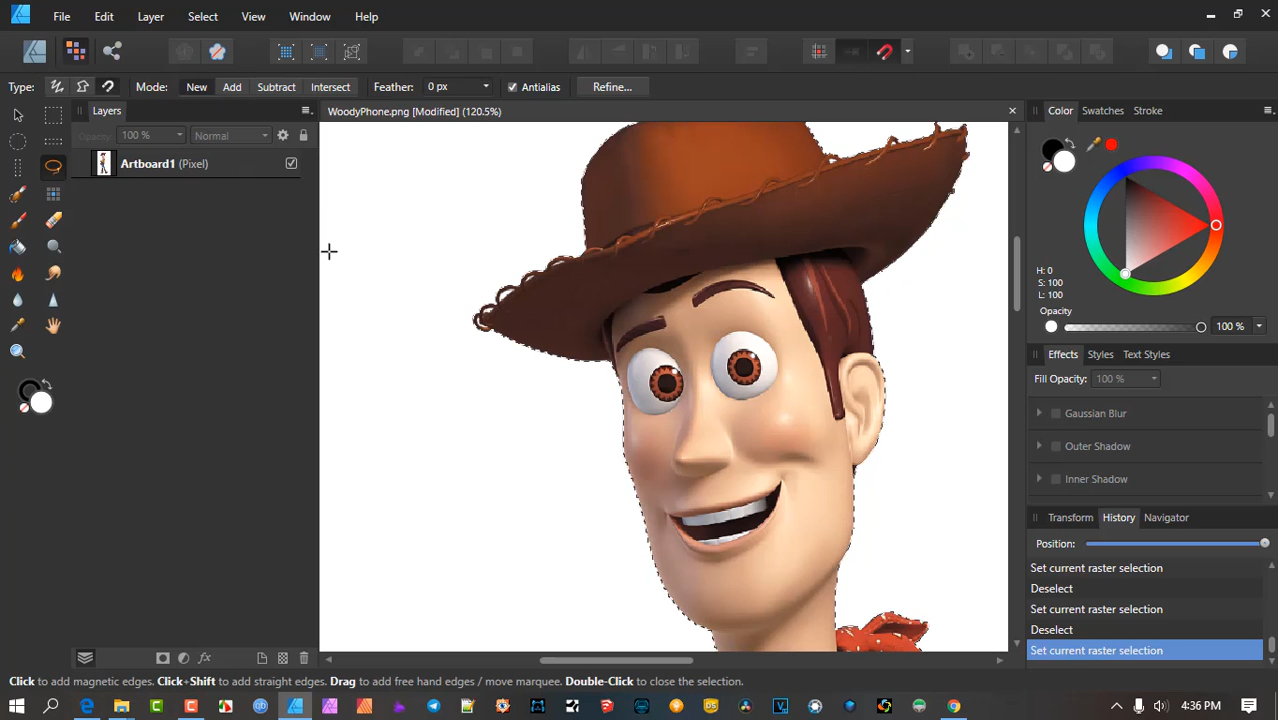 File Edit Layer Select View Window Help
Type: Mode: New Add Subtract Intersect Feather: 0 px Antialias Refine...
Layers
WoodyPhone.png [Modified] (120.5%)
Color Swatches Stroke
Opacity: 100 % Normal
Artboard1 (Pixel)
H: 0
S: 100
L: 100
Opacity
100 %
Effects Styles Text Styles
Fill Opacity: 100 %
Gaussian Blur
Outer Shadow
Inner Shadow
Transform History Navigator
Position:
Set current raster selection
Deselect
Set current raster selection
Deselect
Set current raster selection
fx
Click to add magnetic edges. Click+Shift to add straight edges. Drag to add free hand edges / move marquee. Double-Click to close the selection.
4:36 PM